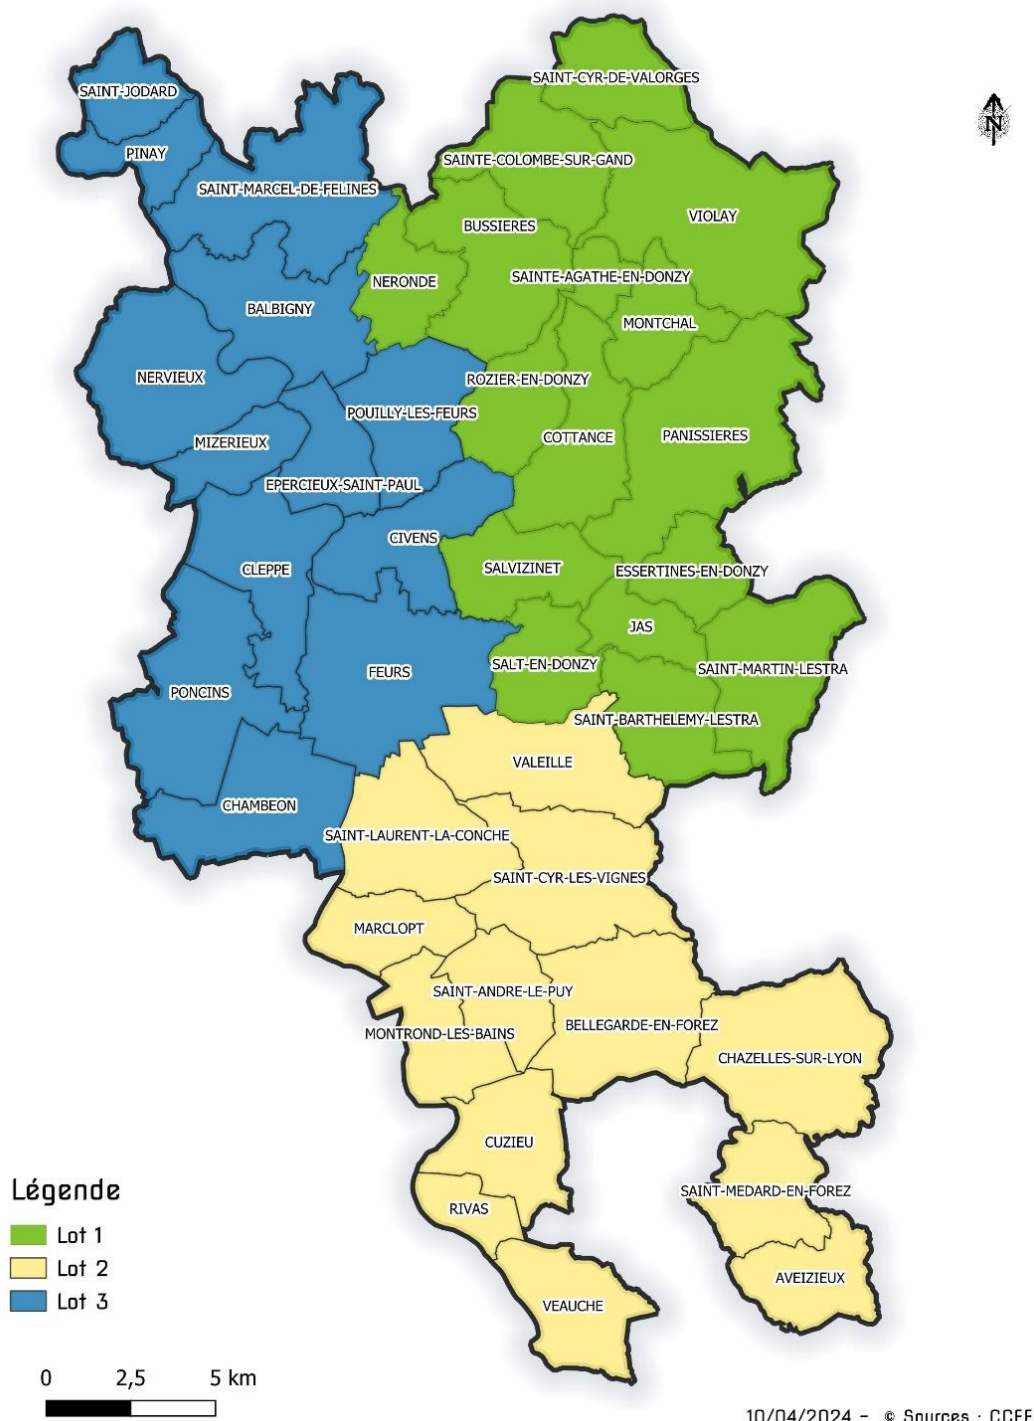 SAINT-CYR-DE-VALORGES
SAINT-JODARD
N
PINAY
SAINTE-COLOMBE-SUR-GAND
SAINT-MARCEL-DE-FELINES
VIOLAY
BUSSIERES
SAINTE-AGATHE-EN-DONZY
NERONDE
BALBIGNY
MONTCHAL
NERVIEUX
ROZIER-EN-DONZY
POUILLY-LES-FEURS
COTTANCE
PANISSIERES
MIZERIEUX
EPERCIEUX-SAINT-PAUL
CIVENS
CLEPPE
SALVIZINET
ESSERTINES-EN-DONZY
JAS
SALT-EN-DONZY
SAINT-MARTIN-LESTRA
FEURS
PONCINS
SAINT-BARTHELEMY-LESTRA
VALEILLE
CHAMBEON
SAINT-LAURENT-LA-CONCHE
SAINT-CYR-LES-VIGNES
MARCLOPT
SAINT-ANDRE-LE-PUY
MONTROND-LES-BAINS
BELLEGARDE-EN-FOREZ
CHAZELLES-SUR-LYON
CUZIEU
SAINT-MEDARD-EN-FOREZ
RIVAS
AVEIZIEUX
VEAUCHE
Légende
Lot 1
Lot 2
Lot 3
0 2,5 5 km
10/04/2024 - © Sources : CCFE